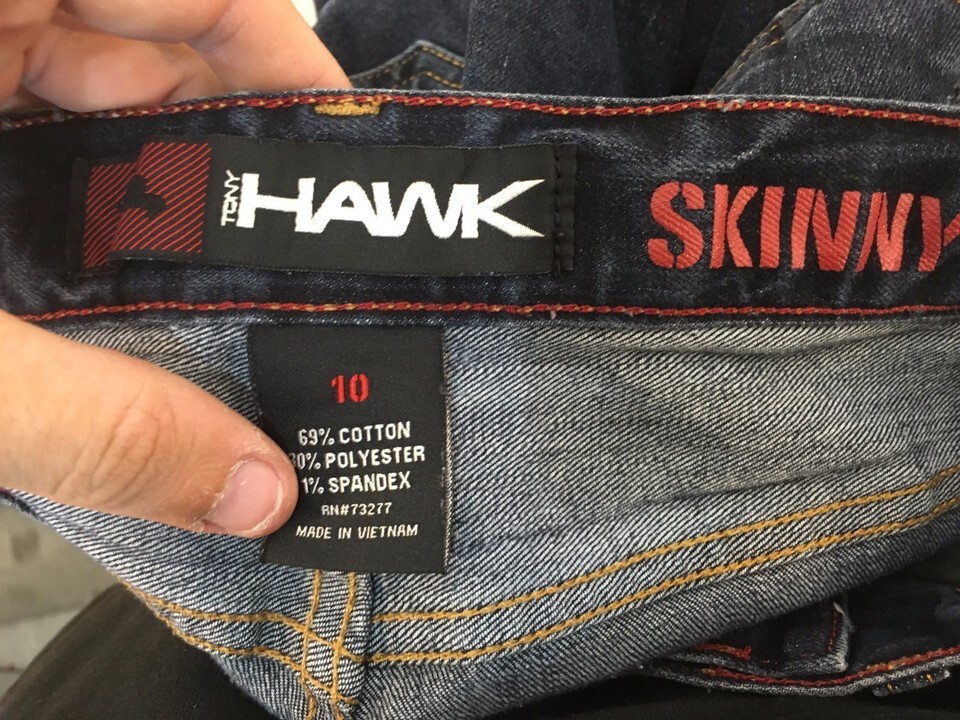 TONY HAWK
SKINNY
10
69% COTTON
30% POLYESTER
1% SPANDEX
RN#73277
MADE IN VIETNAM